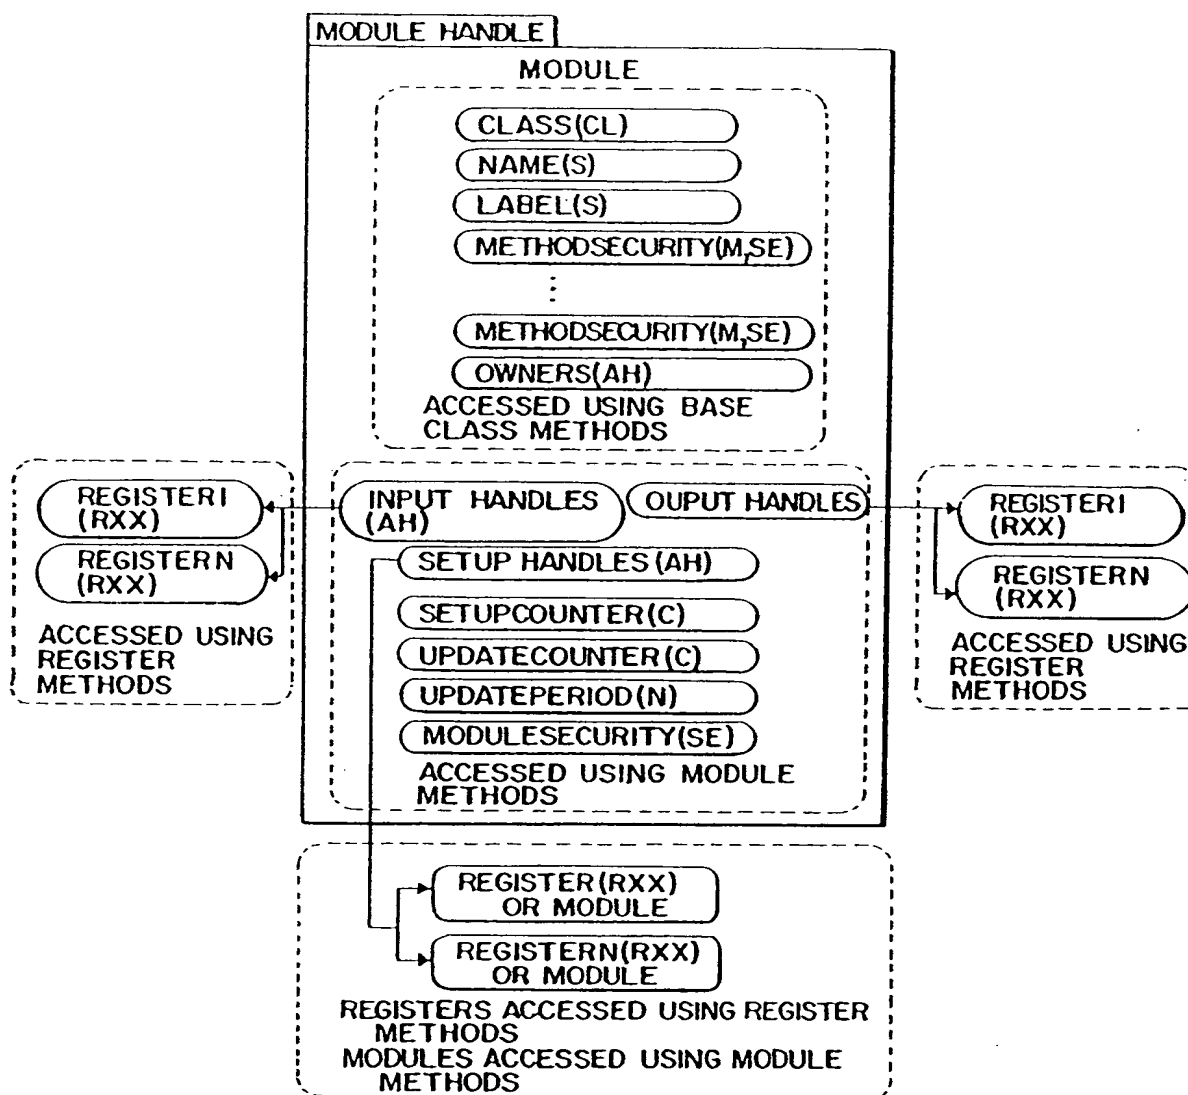 MODULE HANDLE
MODULE
CLASS(CL)
NAME(S)
LABEL(S)
METHODSECURITY(M,SE)
⋮
METHODSECURITY(M,SE)
OWNERS(AH)
ACCESSED USING BASE
CLASS METHODS
REGISTER1
(RXX)
REGISTERN
(RXX)
ACCESSED USING
REGISTER
METHODS
INPUT HANDLES
(AH)
OUPUT HANDLES
SETUP HANDLES(AH)
SETUPCOUNTER(C)
UPDATECOUNTER(C)
UPDATEPERIOD(N)
MODULESECURITY(SE)
ACCESSED USING MODULE
METHODS
REGISTER1
(RXX)
REGISTERN
(RXX)
ACCESSED USING
REGISTER
METHODS
REGISTER(RXX)
OR MODULE
REGISTERN(RXX)
OR MODULE
REGISTERS ACCESSED USING REGISTER
METHODS
MODULES ACCESSED USING MODULE
METHODS